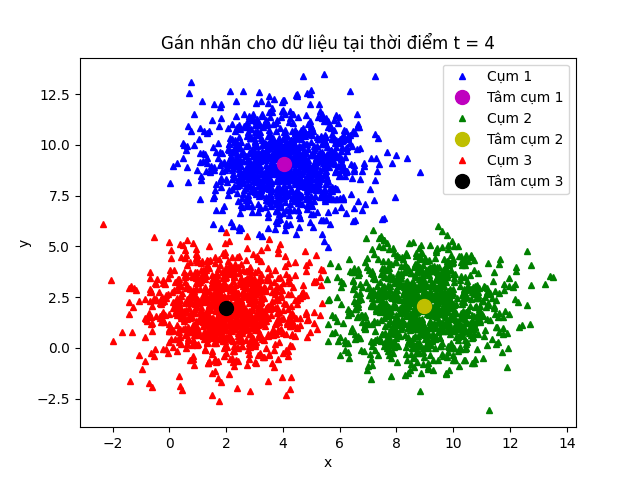 Gán nhãn cho dữ liệu tại thời điểm t = 4
Cụm 1
Tâm cụm 1
Cụm 2
Tâm cụm 2
Cụm 3
Tâm cụm 3
12.5
10.0
7.5
5.0
2.5
0.0
−2.5
y
−2 0 2 4 6 8 10 12 14
x